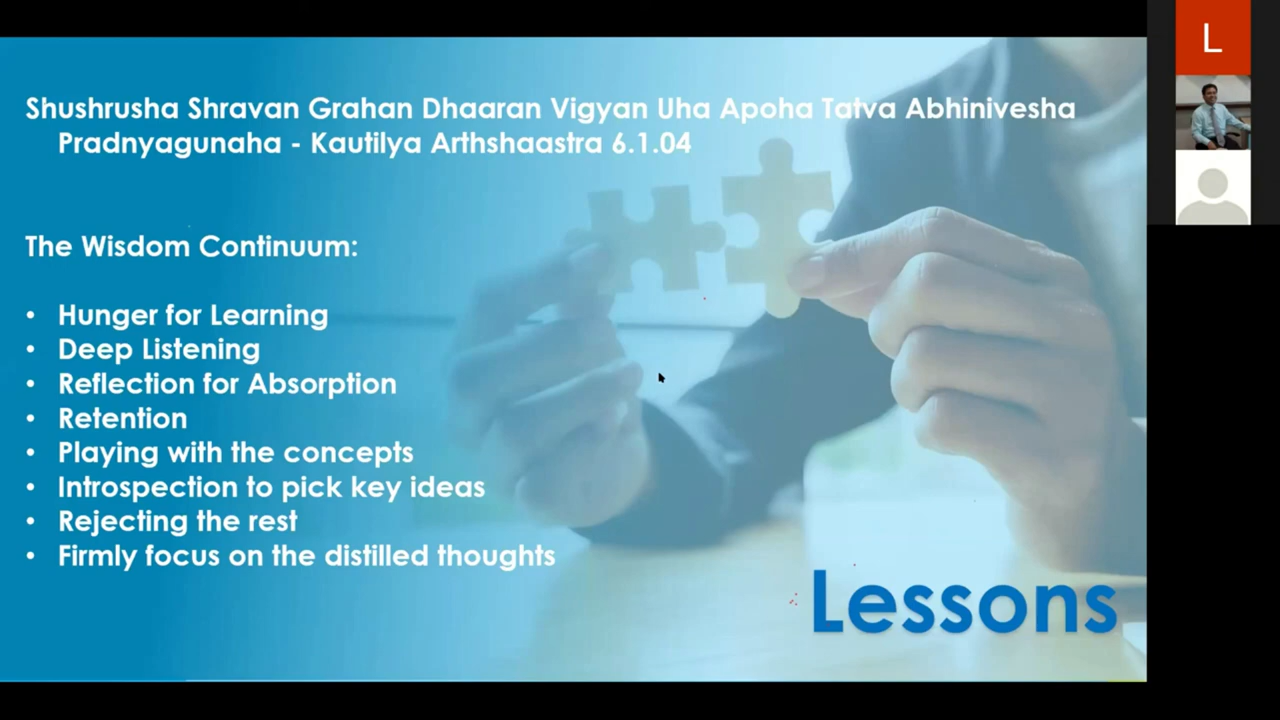 Shushrusha Shravan Grahan Dhaaran Vigyan Uha Apoha Tatva Abhinivesha
Pradnyagunaha - Kautilya Arthshaastra 6.1.04
The Wisdom Continuum:
• Hunger for Learning
• Deep Listening
• Reflection for Absorption
• Retention
• Playing with the concepts
• Introspection to pick key ideas
• Rejecting the rest
• Firmly focus on the distilled thoughts
Lessons
L